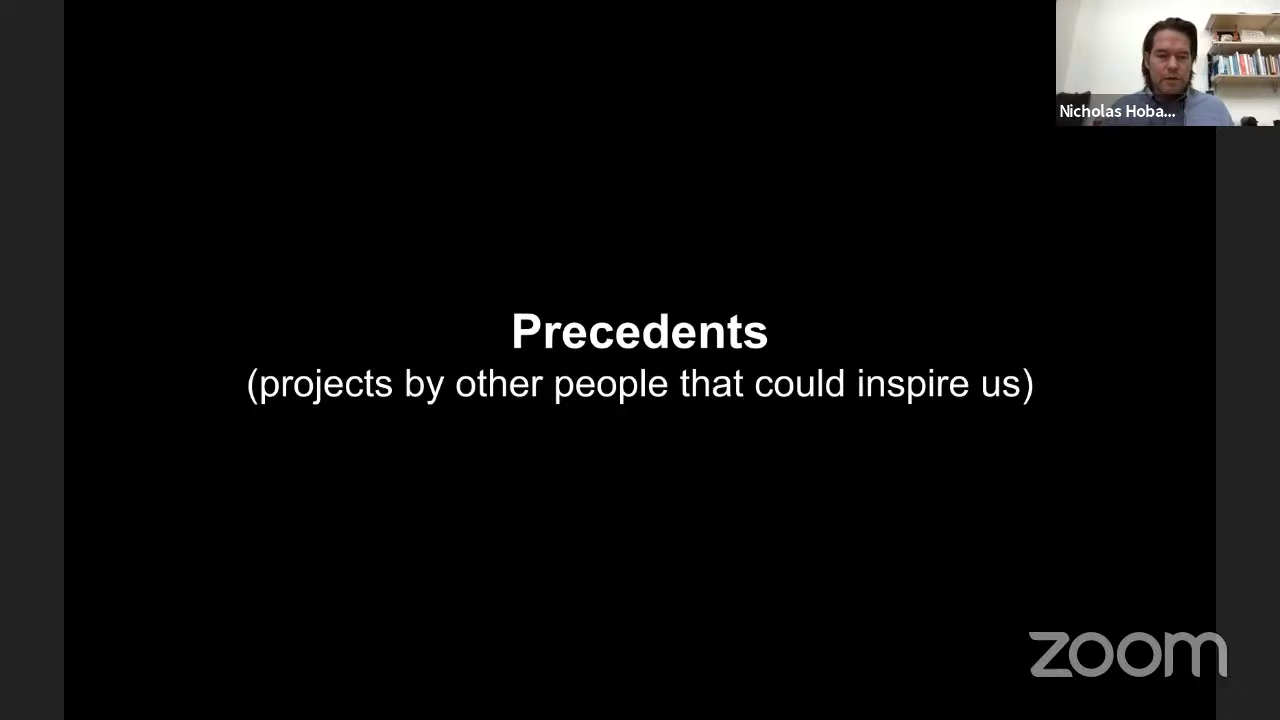 Nicholas Hoba...
Precedents
(projects by other people that could inspire us)
zoom